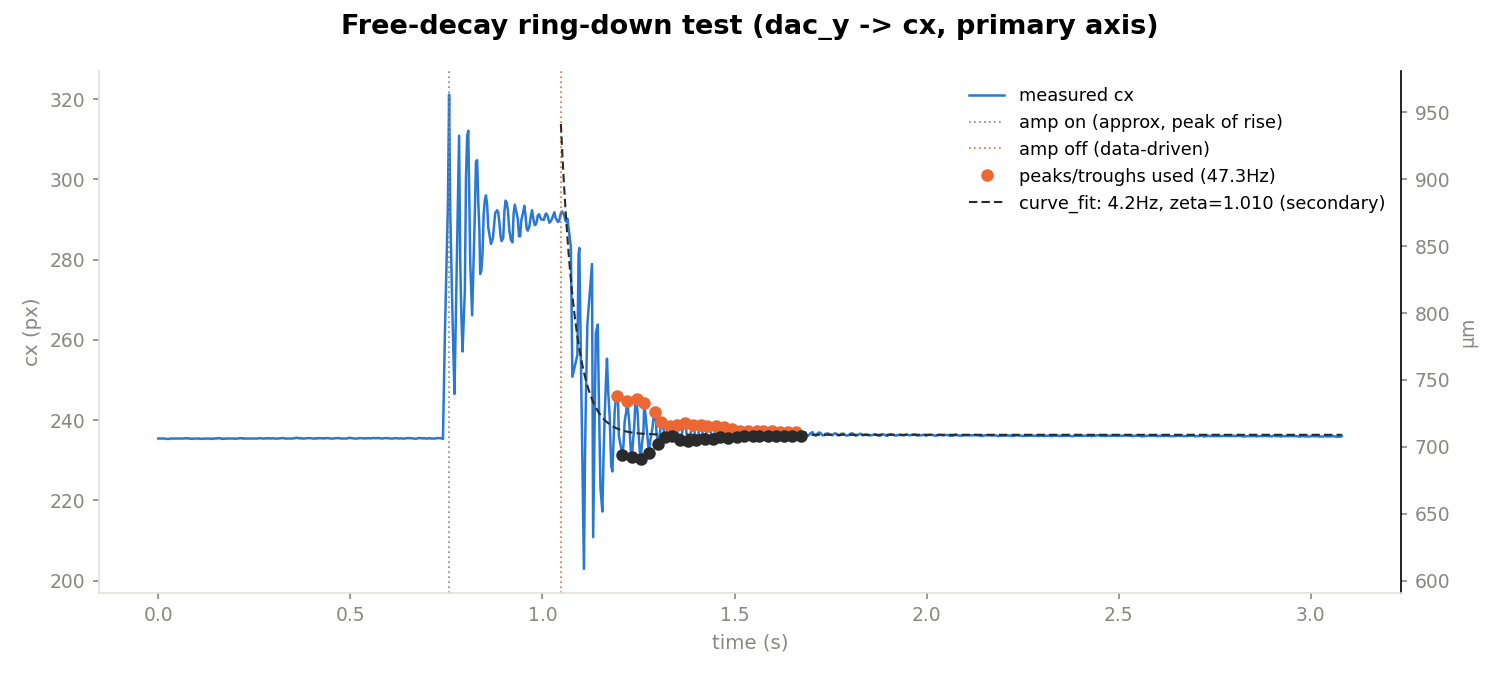 Free-decay ring-down test (dac_y -> cx, primary axis)
measured cx
amp on (approx, peak of rise)
amp off (data-driven)
peaks/troughs used (47.3Hz)
curve_fit: 4.2Hz, zeta=1.010 (secondary)
cx (px)
320
300
280
260
240
220
200
950
900
850
800
750
700
650
600
µm
0.0 0.5 1.0 1.5 2.0 2.5 3.0
time (s)